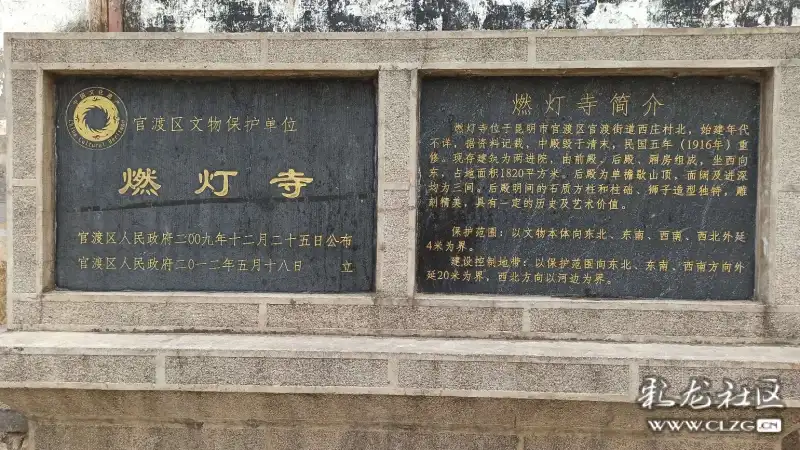 官渡区文物保护单位
燃灯寺
官渡区人民政府二00九年十二月二十五日公布
官渡区人民政府二0一二年五月十八日 立
燃灯寺简介
燃灯寺位于昆明市官渡区官渡街道西庄村北，始建年代
不详，据资料记载，中殿毁于清末，民国五年（1916年）重
修。现存建筑为两进院，由前殿、后殿、厢房组成，坐西向
东，占地面积1820平方米。后殿为单檐歇山顶，面阔及进深
均为三间。后殿明间的石质方柱和柱础、狮子造型独特，雕
刻精美，具有一定的历史及艺术价值。
保护范围：以文物本体向东北、东南、西南、西北外延
4米为界。
建设控制地带：以保护范围向东北、东南、西南方向外
延20米为界，西北方向以河边为界。
彩龙社区
WWW.CLZG.CN